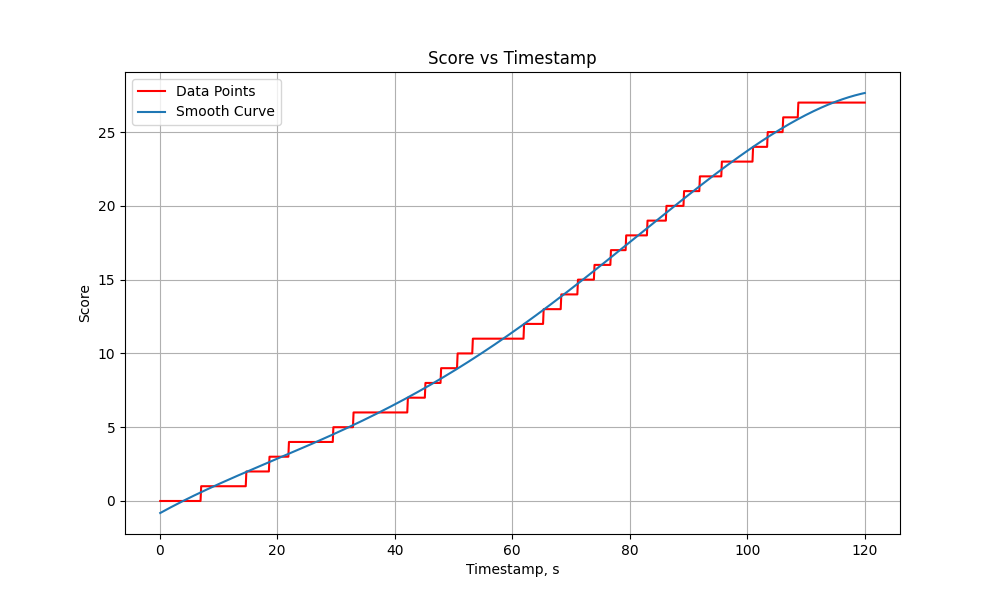 Score vs Timestamp
Data Points
Smooth Curve
25
20
15
10
5
0
Score
0 20 40 60 80 100 120
Timestamp, s